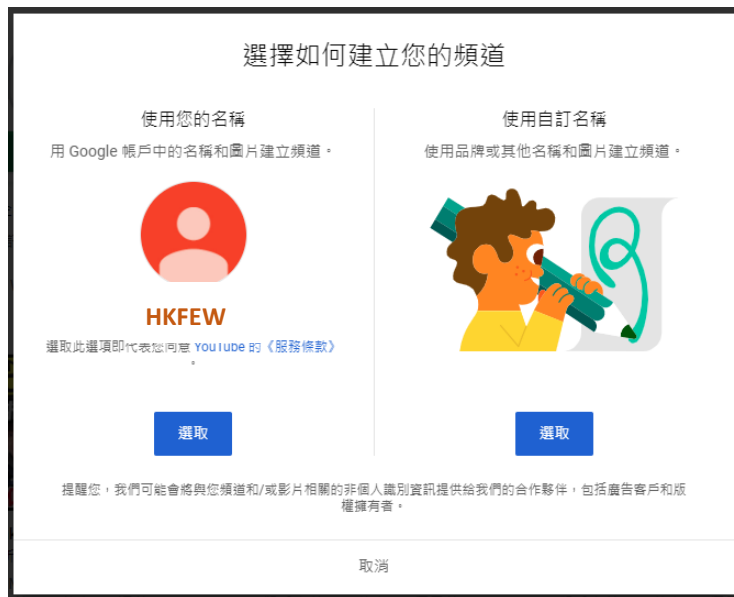 選擇如何建立您的頻道
使用您的名稱
用 Google 帳戶中的名稱和圖片建立頻道。
HKFEW
選取此選項即代表您同意 YouTube 的《服務條款》
。
選取
使用自訂名稱
使用品牌或其他名稱和圖片建立頻道。
選取
提醒您，我們可能會將與您頻道和/或影片相關的非個人識別資訊提供給我們的合作夥伴，包括廣告客戶和版
權擁有者。
取消